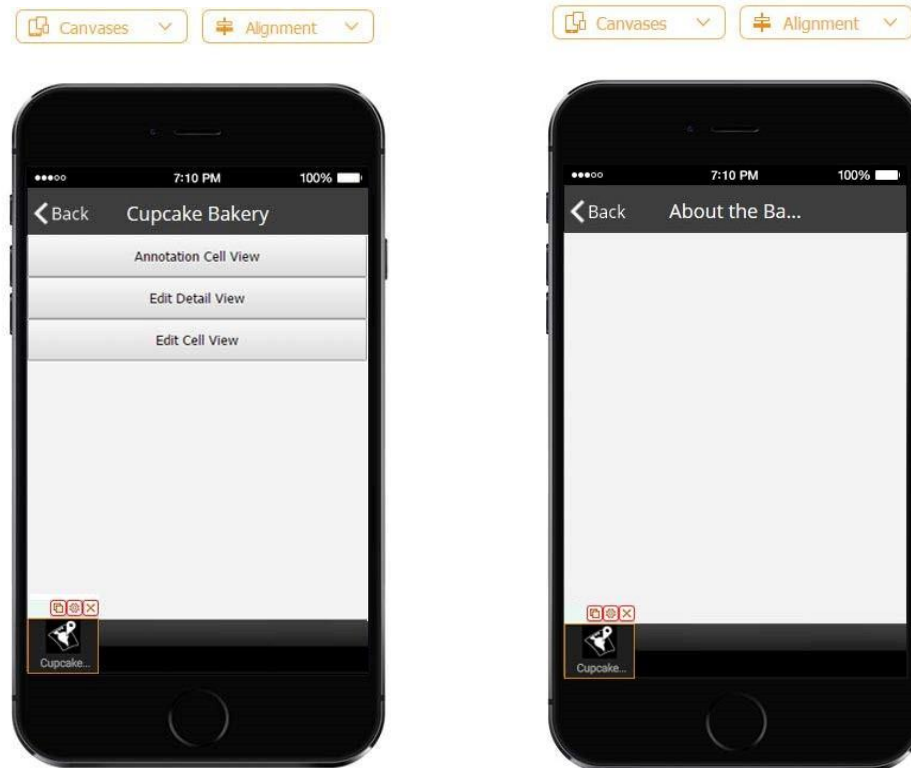 Canvases
Alignment
7:10 PM
100%
Back
Cupcake Bakery
Annotation Cell View
Edit Detail View
Edit Cell View
Cupcake...
Canvases
Alignment
7:10 PM
100%
Back
About the Ba...
Cupcake...